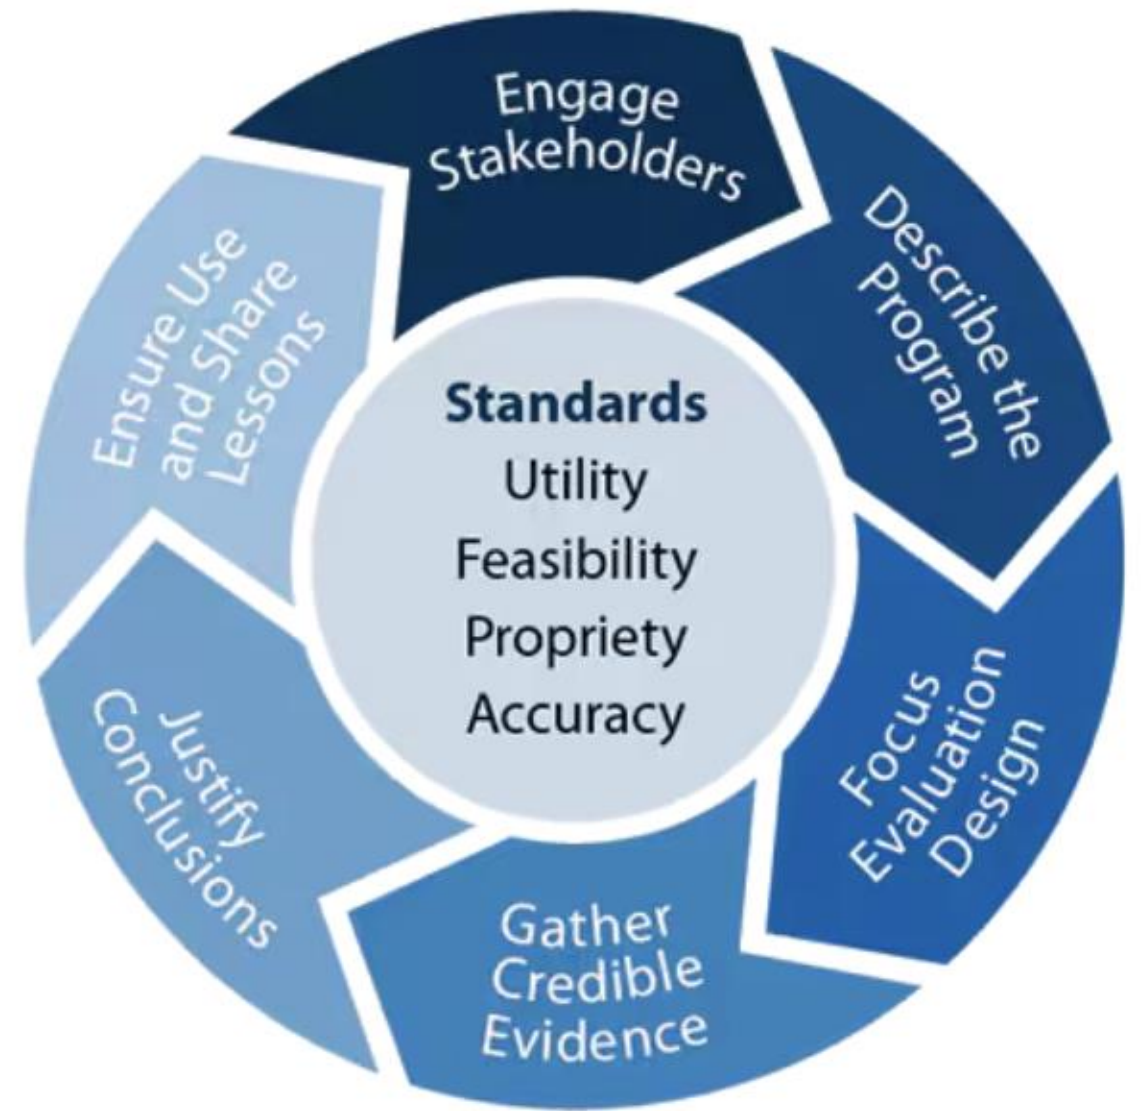 Engage
Stakeholders
Describe the
Program
Focus
Evaluation
Design
Gather
Credible
Evidence
Justify
Conclusions
Ensure Use
and Share
Lessons
Standards
Utility
Feasibility
Propriety
Accuracy